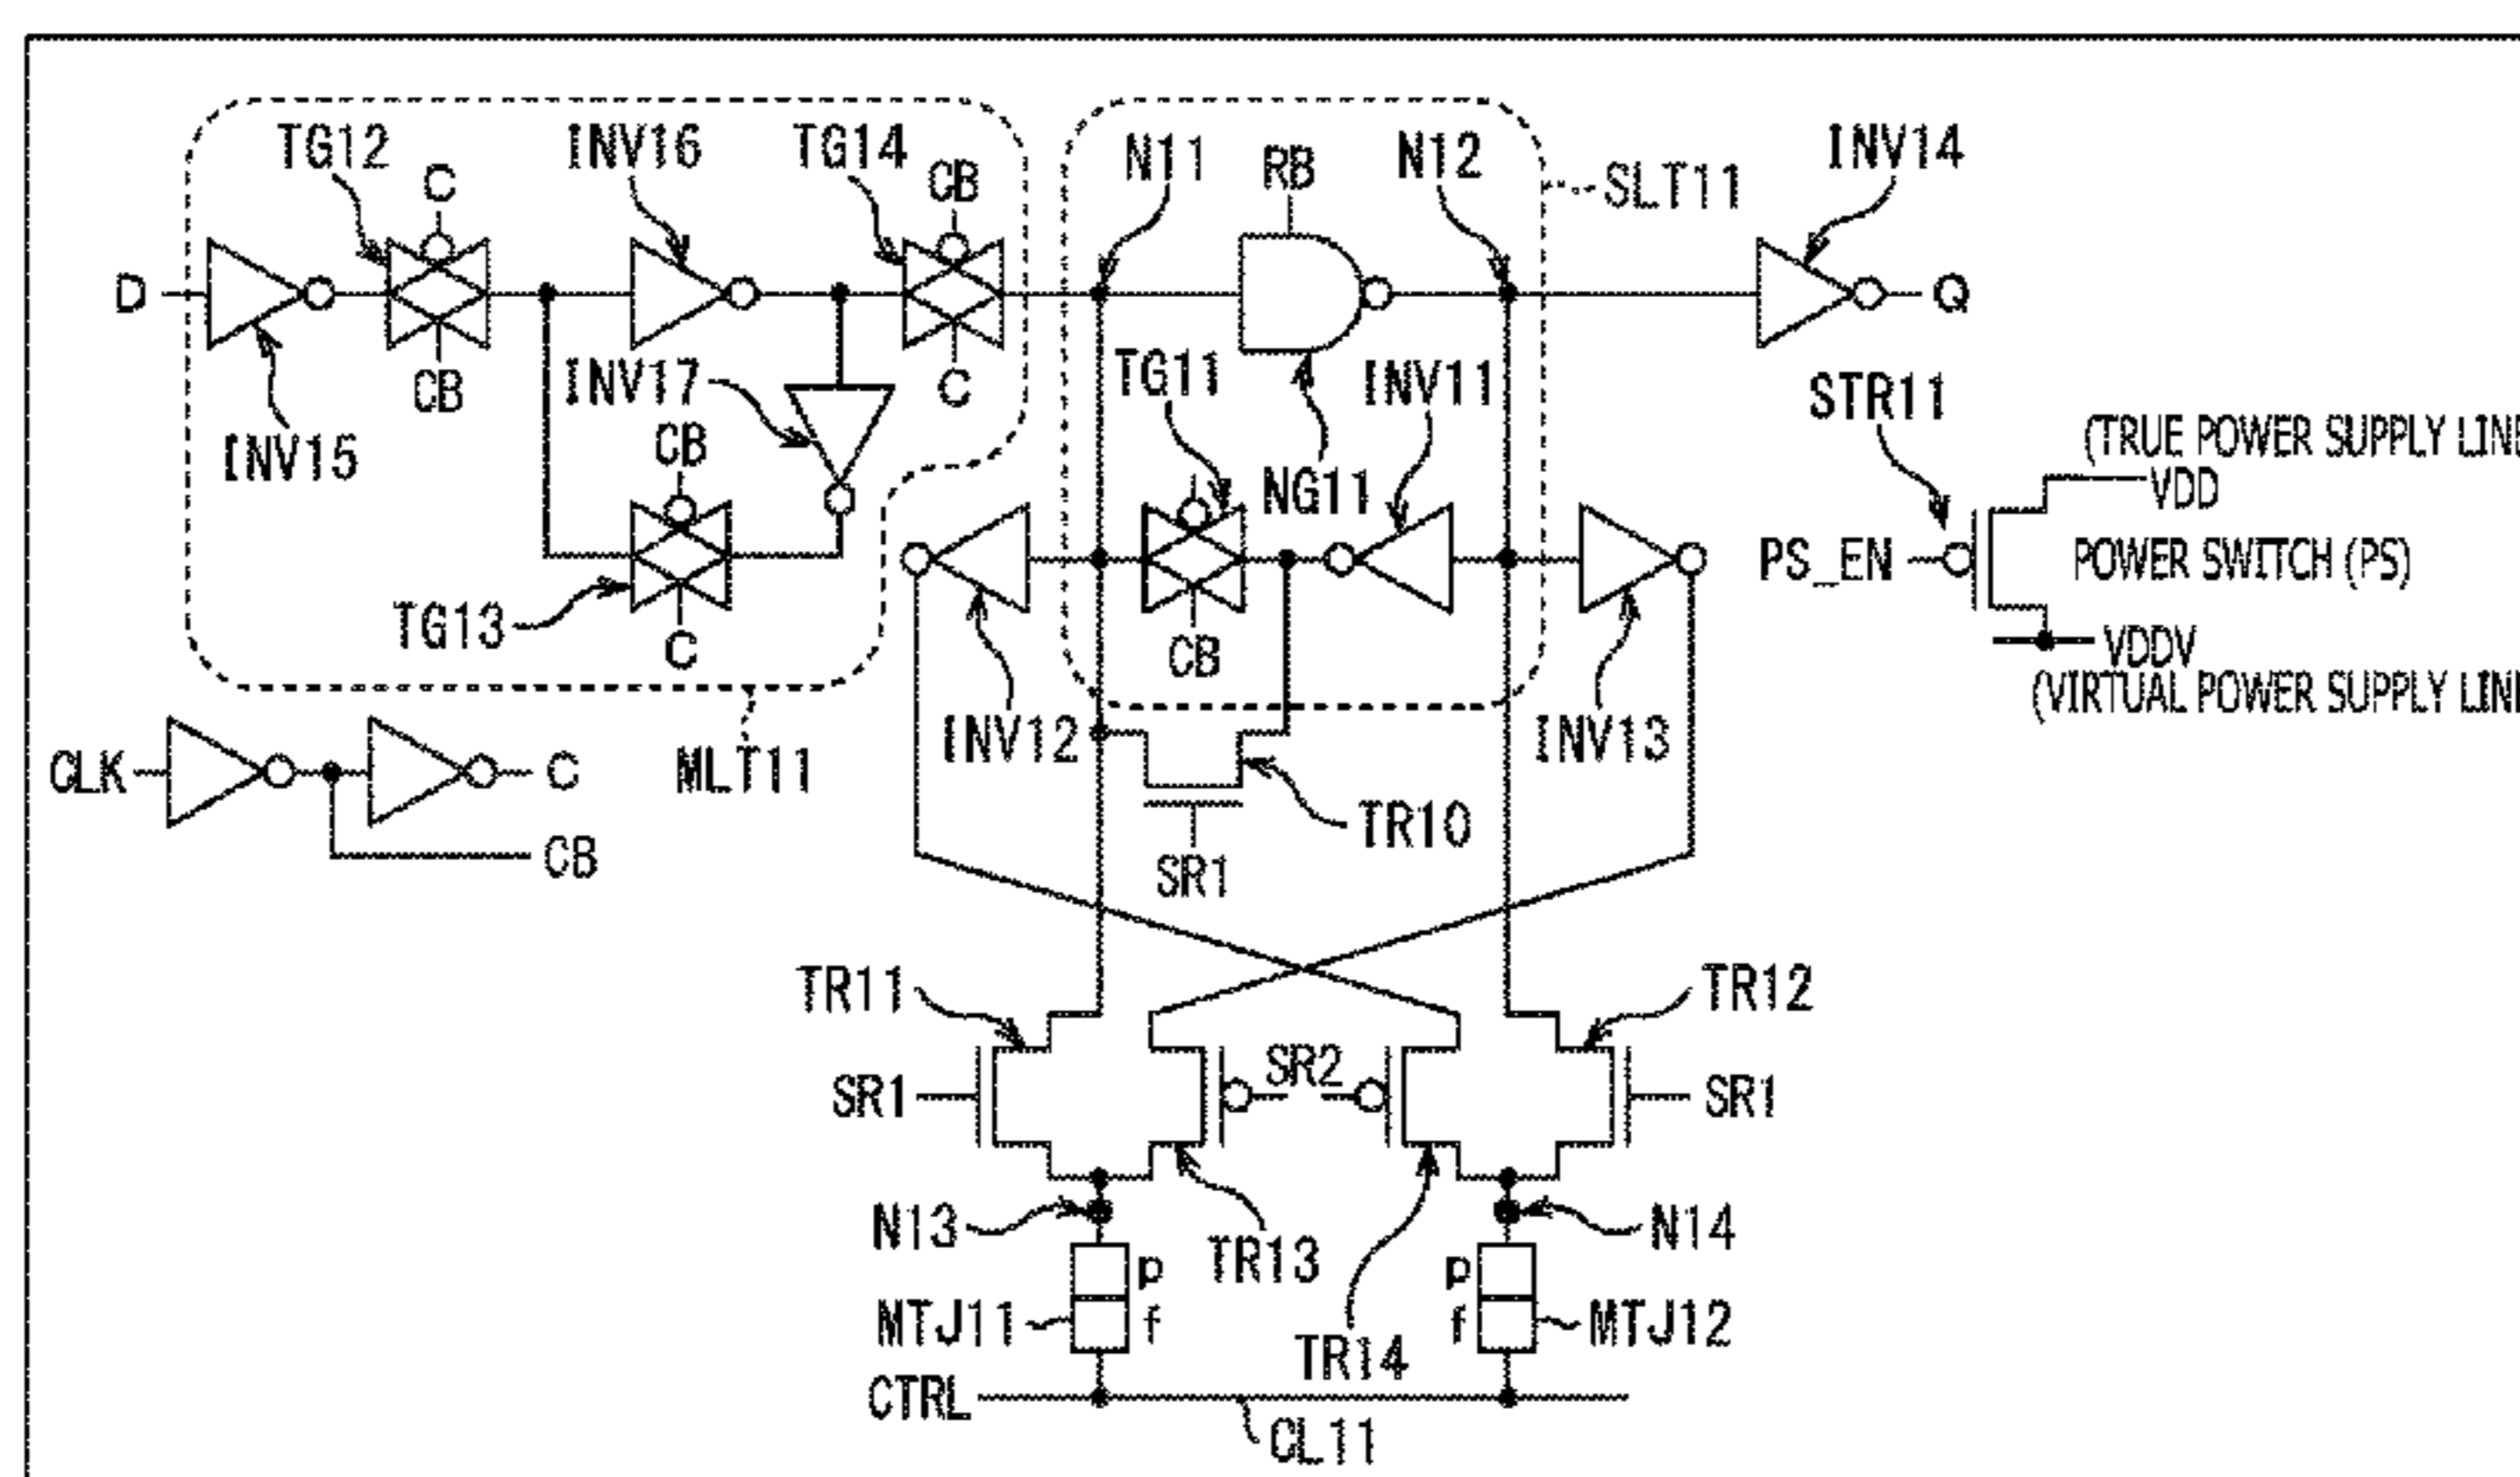 TG12
INV16
TG14
N11
RB
N12
SLT11
INV14
C
CB
D
Q
CB
INV17
C
TG11
INV11
STR11
INV15
CB
NG11
(TRUE POWER SUPPLY LINE
VDD
PS_EN
POWER SWITCH (PS)
TG13
C
CB
VDDV
(VIRTUAL POWER SUPPLY LINE
CLK
C
MLT11
INV12
INV13
TR10
CB
SR1
TR11
TR12
SR1
SR2
SR1
N13
TR13
N14
p
p
MTJ11
f
f
MTJ12
TR14
CTRL
CL11